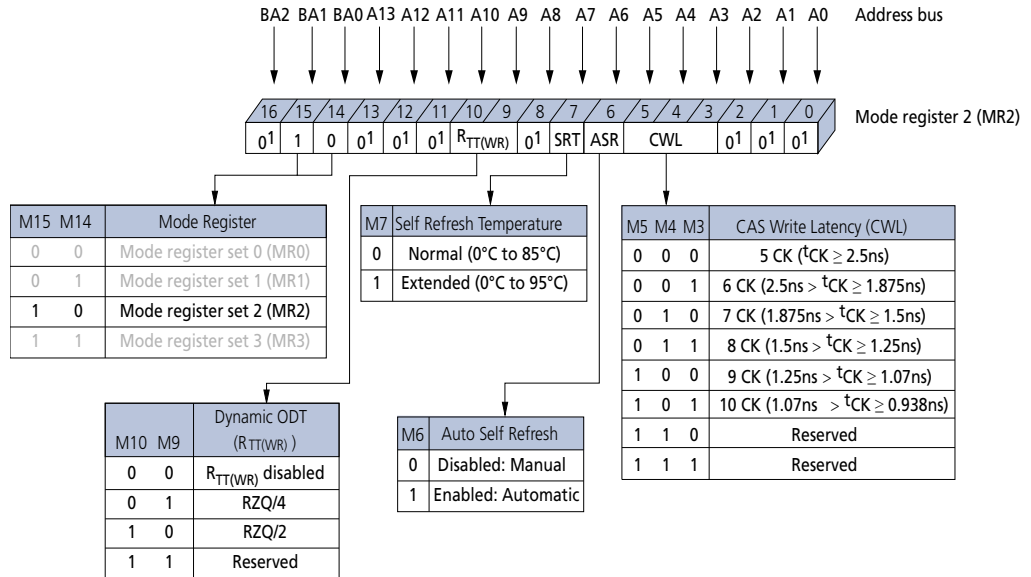 BA2 BA1 BA0 A13 A12 A11 A10 A9 A8 A7 A6 A5 A4 A3 A2 A1 A0 Address bus
16 15 14 13 12 11 10 9 8 7 6 5 4 3 2 1 0 Mode register 2 (MR2)
0¹ 1 0 0¹ 0¹ 0¹ RTT(WR) 0¹ SRT ASR CWL 0¹ 0¹ 0¹
M15 M14 Mode Register
0 0 Mode register set 0 (MR0)
0 1 Mode register set 1 (MR1)
1 0 Mode register set 2 (MR2)
1 1 Mode register set 3 (MR3)
M7 Self Refresh Temperature
0 Normal (0°C to 85°C)
1 Extended (0°C to 95°C)
M5 M4 M3 CAS Write Latency (CWL)
0 0 0 5 CK (tCK ≥ 2.5ns)
0 0 1 6 CK (2.5ns > tCK ≥ 1.875ns)
0 1 0 7 CK (1.875ns > tCK ≥ 1.5ns)
0 1 1 8 CK (1.5ns > tCK ≥ 1.25ns)
1 0 0 9 CK (1.25ns > tCK ≥ 1.07ns)
1 0 1 10 CK (1.07ns > tCK ≥ 0.938ns)
1 1 0 Reserved
1 1 1 Reserved
Dynamic ODT
M10 M9 (RTT(WR) )
0 0 RTT(WR) disabled
0 1 RZQ/4
1 0 RZQ/2
1 1 Reserved
M6 Auto Self Refresh
0 Disabled: Manual
1 Enabled: Automatic